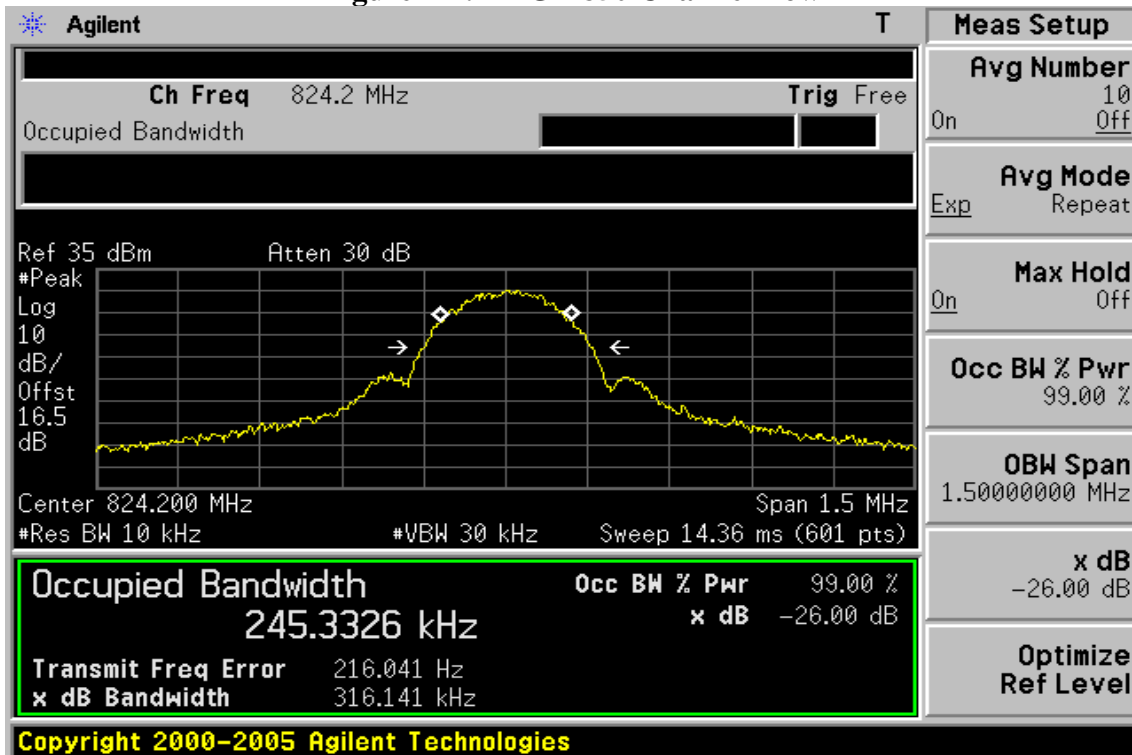 Agilent T
Meas Setup
Ch Freq 824.2 MHz Trig Free
Occupied Bandwidth
Ref 35 dBm Atten 30 dB
#Peak
Log
10
dB/
Offst
16.5
dB
Center 824.200 MHz Span 1.5 MHz
#Res BW 10 kHz #VBW 30 kHz Sweep 14.36 ms (601 pts)
Occupied Bandwidth Occ BW % Pwr 99.00 %
245.3326 kHz x dB -26.00 dB
Transmit Freq Error 216.041 Hz
x dB Bandwidth 316.141 kHz
Avg Number
10
On Off
Avg Mode
Exp Repeat
Max Hold
On Off
Occ BW % Pwr
99.00 %
OBW Span
1.50000000 MHz
x dB
-26.00 dB
Optimize
Ref Level
Copyright 2000-2005 Agilent Technologies